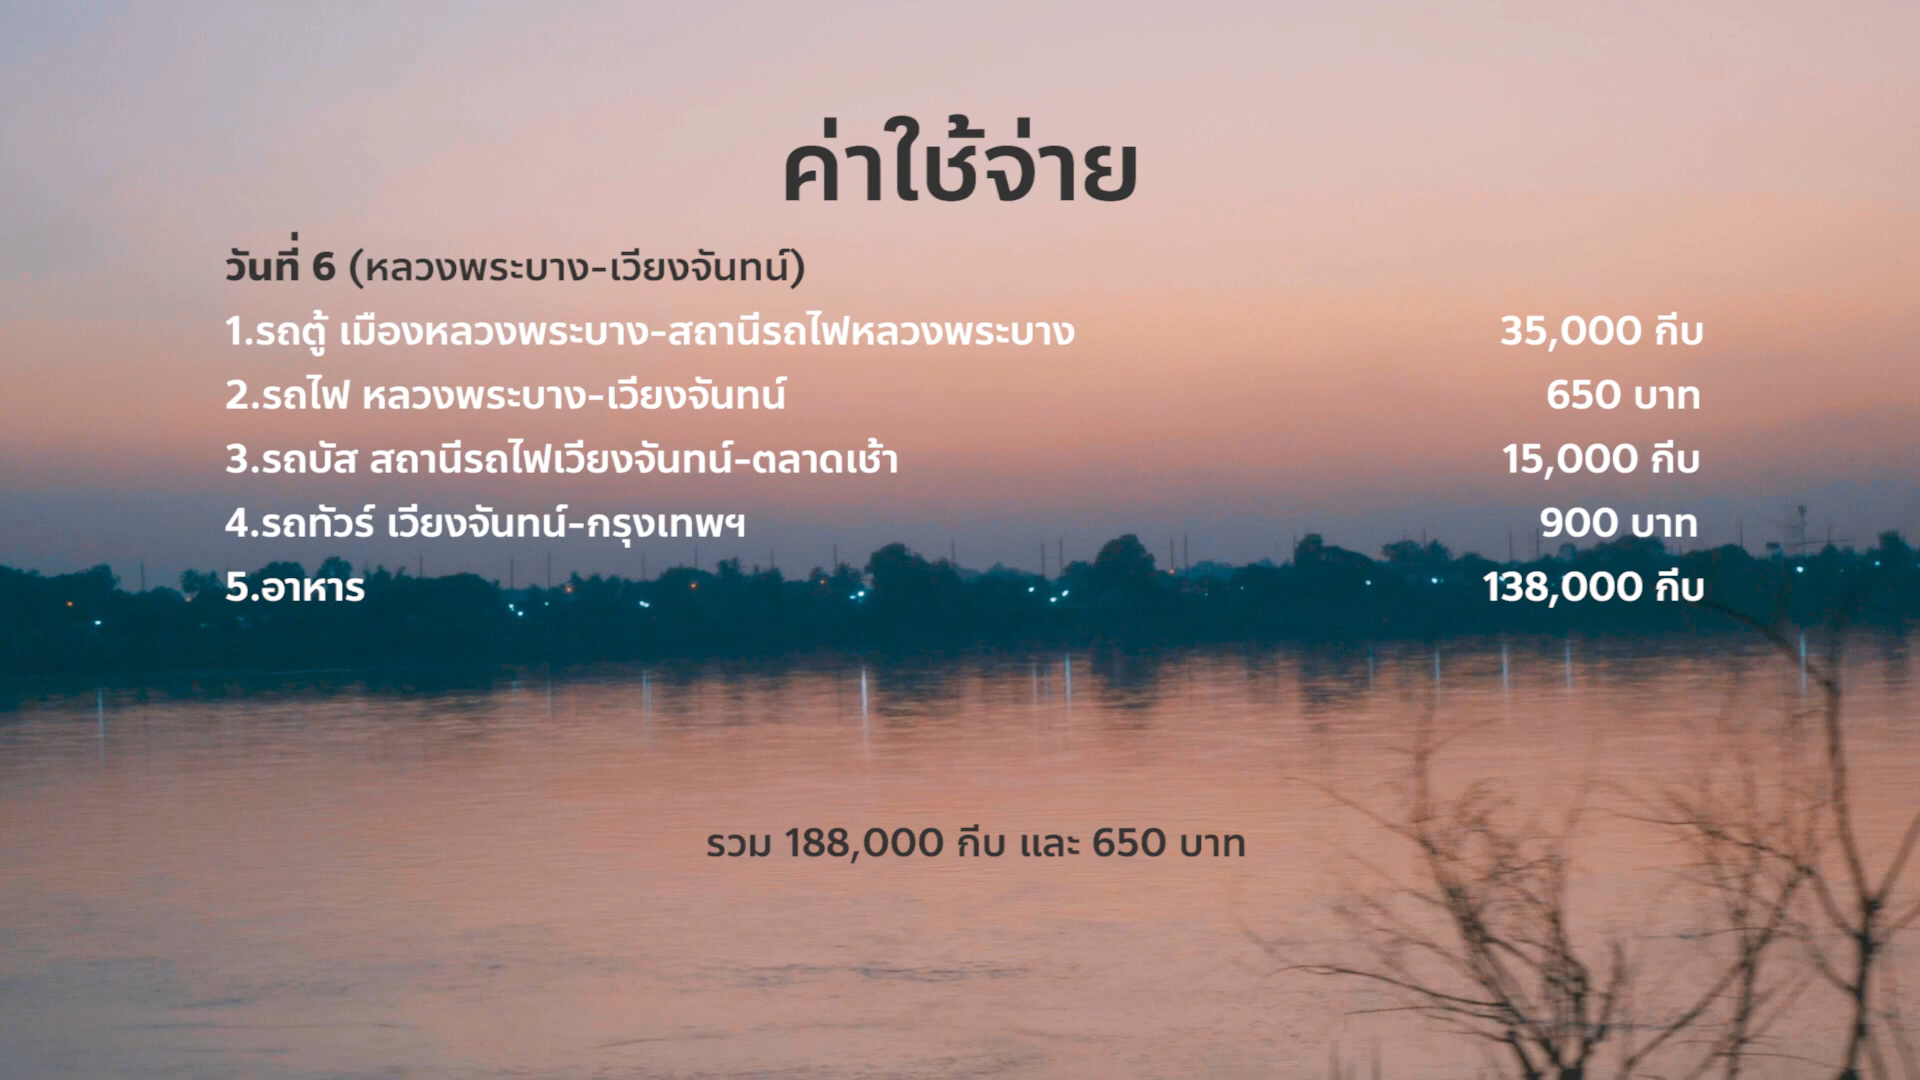 ค่าใช้จ่าย
วันที่ 6 (หลวงพระบาง-เวียงจันทน์)
1.รถตู้ เมืองหลวงพระบาง-สถานีรถไฟหลวงพระบาง 35,000 กีบ
2.รถไฟ หลวงพระบาง-เวียงจันทน์ 650 บาท
3.รถบัส สถานีรถไฟเวียงจันทน์-ตลาดเช้า 15,000 กีบ
4.รถทัวร์ เวียงจันทน์-กรุงเทพฯ 900 บาท
5.อาหาร 138,000 กีบ
รวม 188,000 กีบ และ 650 บาท